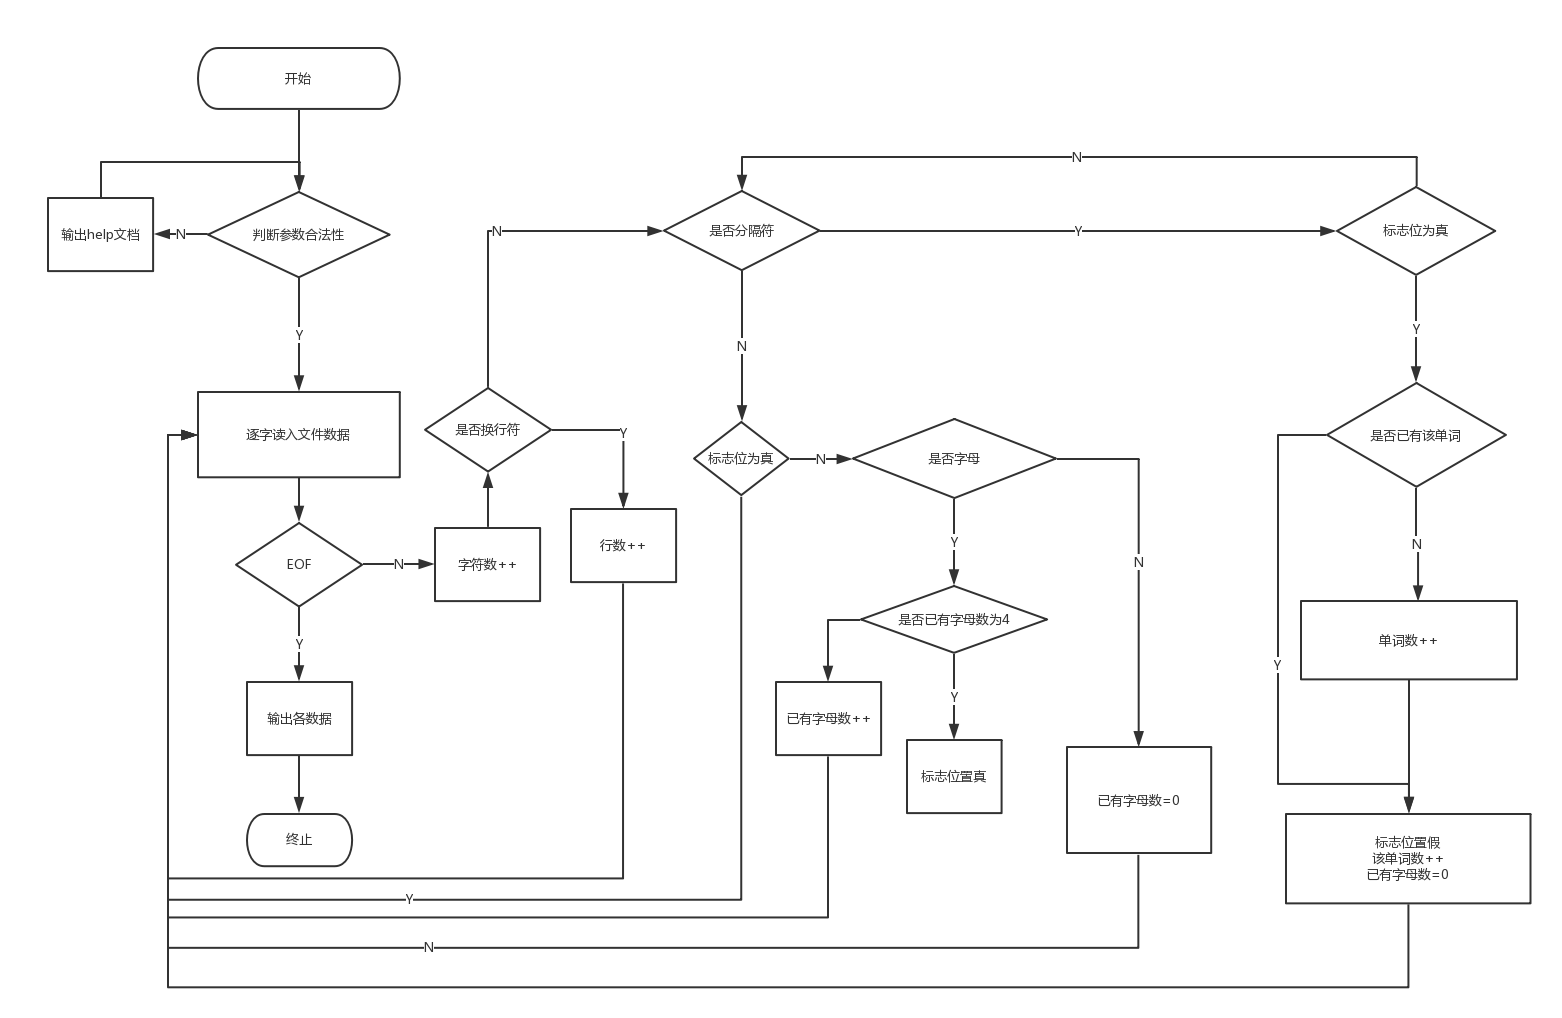 开始
N
输出help文档
N
判断参数合法性
N
是否分隔符
Y
标志位为真
Y
Y
N
逐字读入文件数据
是否换行符
Y
标志位为真
N
是否字母
是否已有该单词
EOF
N
字符数++
行数++
Y
N
N
是否已有字母数为4
单词数++
Y
Y
Y
输出各数据
已有字母数++
标志位置真
已有字母数=0
终止
标志位置假
该单词数++
已有字母数=0
Y
N